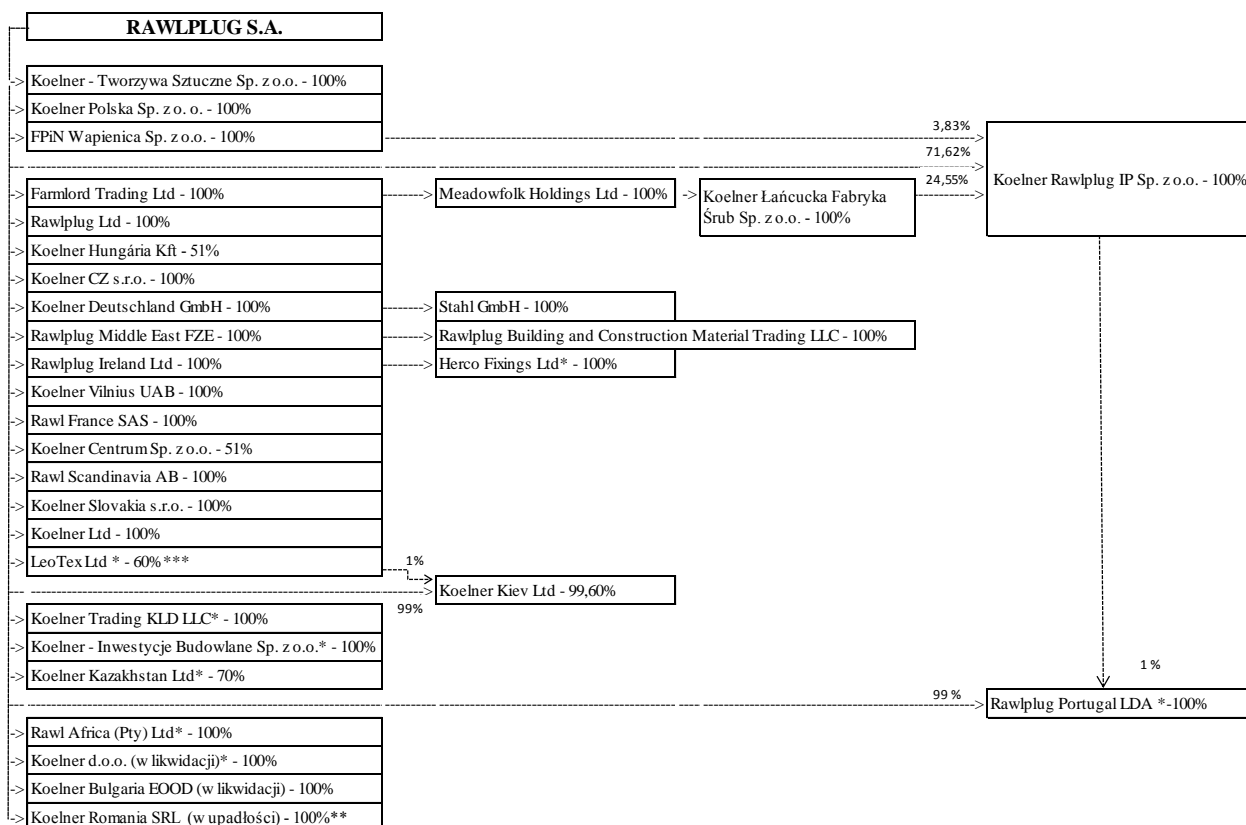 RAWLPLUG S.A.
Koelner - Tworzywa Sztuczne Sp. z o.o. - 100%
Koelner Polska Sp. z o. o. - 100%
FPiN Wapienica Sp. z o.o. - 100%
3,83%
71,62%
24,55%
Koelner Rawlplug IP Sp. z o.o. - 100%
Farmlord Trading Ltd - 100%
Meadowfolk Holdings Ltd - 100%
Koelner Łańcucka Fabryka
Śrub Sp. z o.o. - 100%
Rawlplug Ltd - 100%
Koelner Hungária Kft - 51%
Koelner CZ s.r.o. - 100%
Koelner Deutschland GmbH - 100%
Stahl GmbH - 100%
Rawlplug Middle East FZE - 100%
Rawlplug Building and Construction Material Trading LLC - 100%
Rawlplug Ireland Ltd - 100%
Herco Fixings Ltd* - 100%
Koelner Vilnius UAB - 100%
Rawl France SAS - 100%
Koelner Centrum Sp. z o.o. - 51%
Rawl Scandinavia AB - 100%
Koelner Slovakia s.r.o. - 100%
Koelner Ltd - 100%
LeoTex Ltd * - 60%***
1%
Koelner Kiev Ltd - 99,60%
99%
Koelner Trading KLD LLC* - 100%
Koelner - Inwestycje Budowlane Sp. z o.o.* - 100%
Koelner Kazakhstan Ltd* - 70%
1 %
99 %
Rawlplug Portugal LDA *-100%
Rawl Africa (Pty) Ltd* - 100%
Koelner d.o.o. (w likwidacji)* - 100%
Koelner Bulgaria EOOD (w likwidacji) - 100%
Koelner Romania SRL (w upadłości) - 100%**